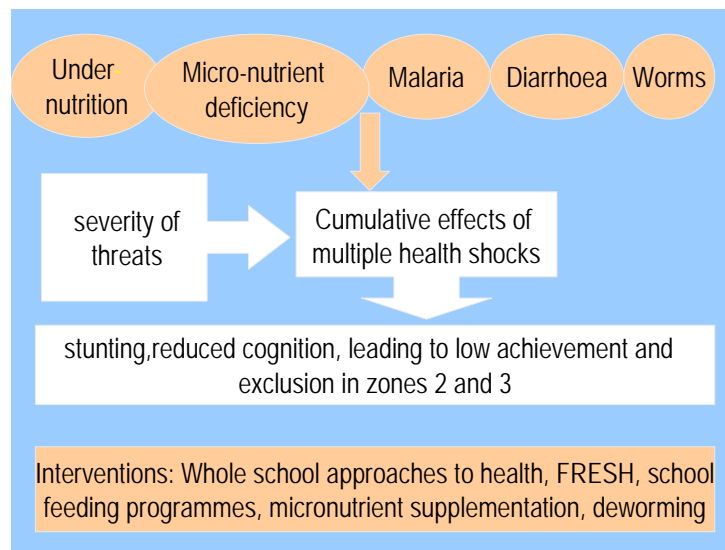 Under-
nutrition
Micro-nutrient
deficiency
Malaria
Diarrhoea
Worms
severity of
threats
Cumulative effects of
multiple health shocks
stunting,reduced cognition, leading to low achievement and
exclusion in zones 2 and 3
Interventions: Whole school approaches to health, FRESH, school
feeding programmes, micronutrient supplementation, deworming